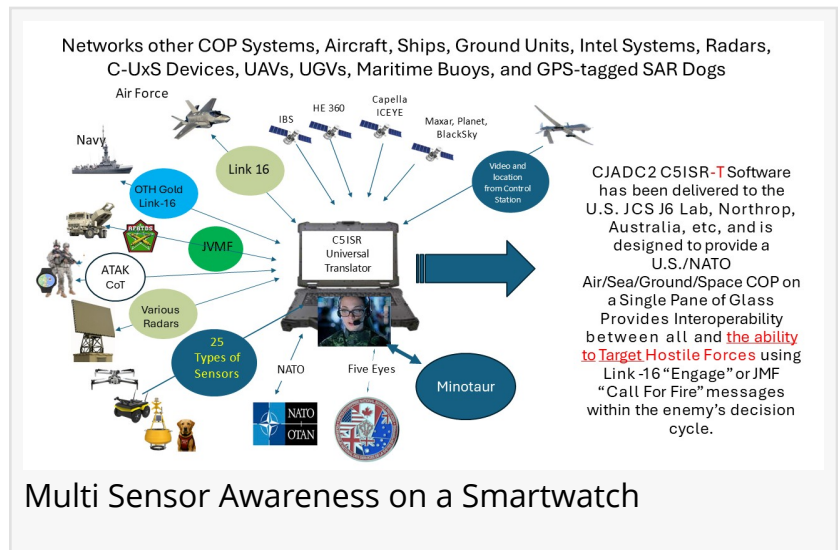 Networks other COP Systems, Aircraft, Ships, Ground Units, Intel Systems, Radars,
C-UxS Devices, UAVs, UGVs, Maritime Buoys, and GPS-tagged SAR Dogs
Air Force
Navy
IBS
HE 360
Capella
ICEYE
Maxar, Planet,
BlackSky
Link 16
OTH Gold
Link-16
JVMF
AFATDS
ATAK
CoT
Various
Radars
25
Types of
Sensors
C5ISR
Universal
Translator
Video and
location
from Control
Station
NATO
Five Eyes
NATO
OTAN
Minotaur
CJADC2 C5ISR-T Software
has been delivered to the
U.S. JCS J6 Lab, Northrop,
Australia, etc, and is
designed to provide a
U.S./NATO
Air/Sea/Ground/Space COP on
a Single Pane of Glass
Provides Interoperability
between all and the ability
to Target Hostile Forces using
Link -16 “Engage” or JMF
“Call For Fire” messages
within the enemy’s decision
cycle.
Multi Sensor Awareness on a Smartwatch